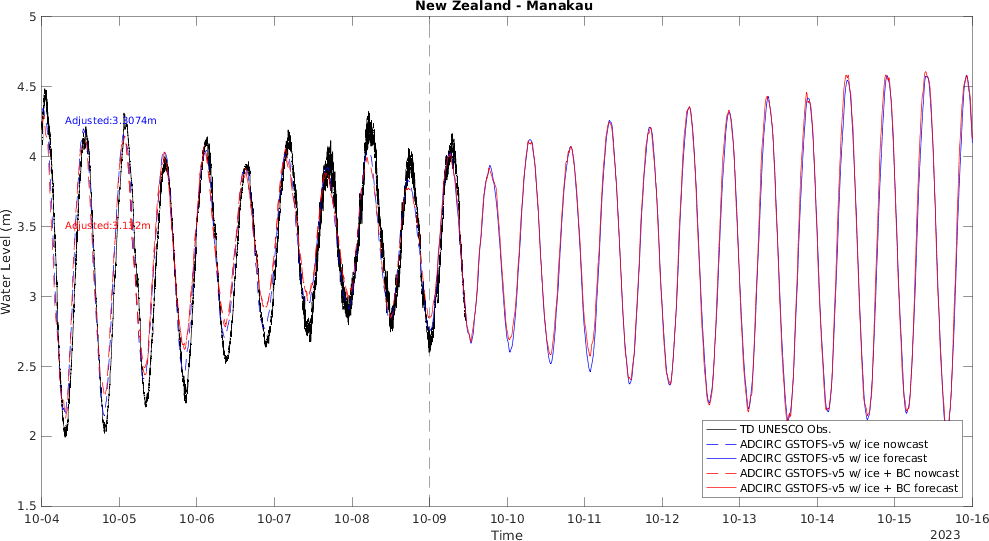 New Zealand - Manakau
5
4.5
4
3.5
3
2.5
2
1.5
Water Level (m)
Adjusted:3.3074m
Adjusted:3.132m
TD UNESCO Obs.
ADCIRC GSTOFS-v5 w/ ice nowcast
ADCIRC GSTOFS-v5 w/ ice forecast
ADCIRC GSTOFS-v5 w/ ice + BC nowcast
ADCIRC GSTOFS-v5 w/ ice + BC forecast
10-04 10-05 10-06 10-07 10-08 10-09 10-10 10-11 10-12 10-13 10-14 10-15 10-16
Time
2023